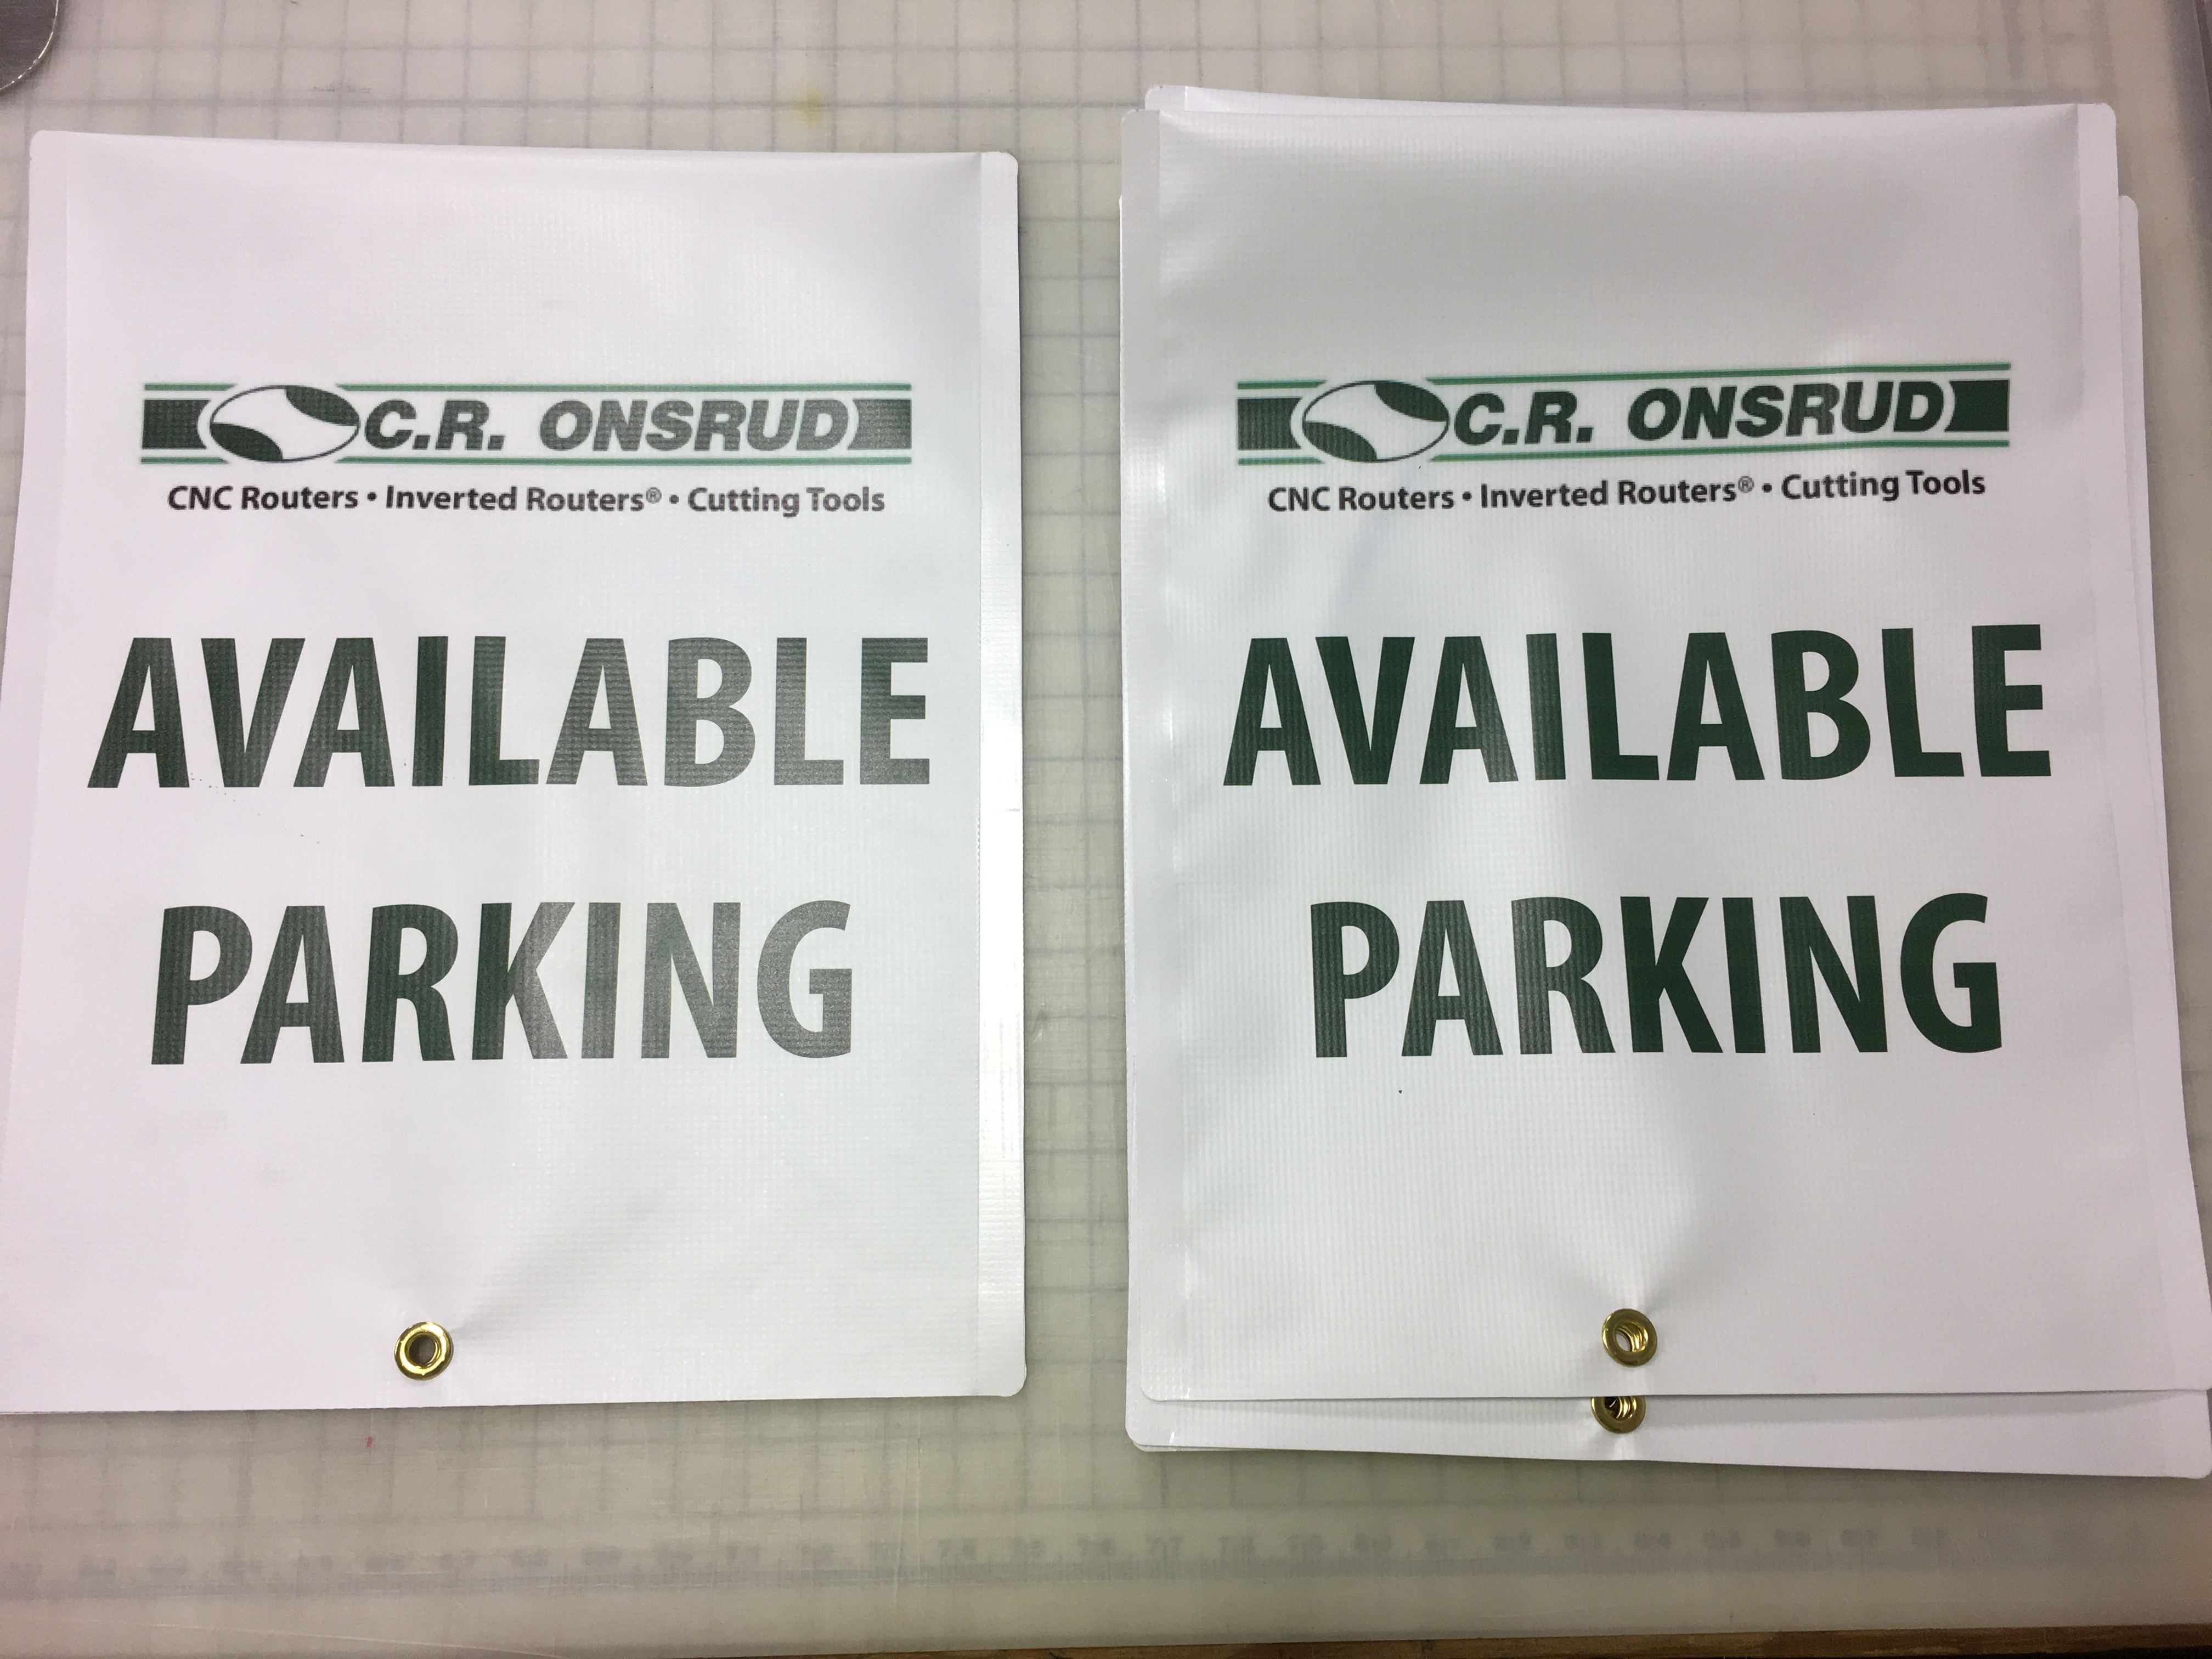 C.R. ONSRUD
CNC Routers • Inverted Routers® • Cutting Tools
AVAILABLE
PARKING
C.R. ONSRUD
CNC Routers • Inverted Routers® • Cutting Tools
AVAILABLE
PARKING